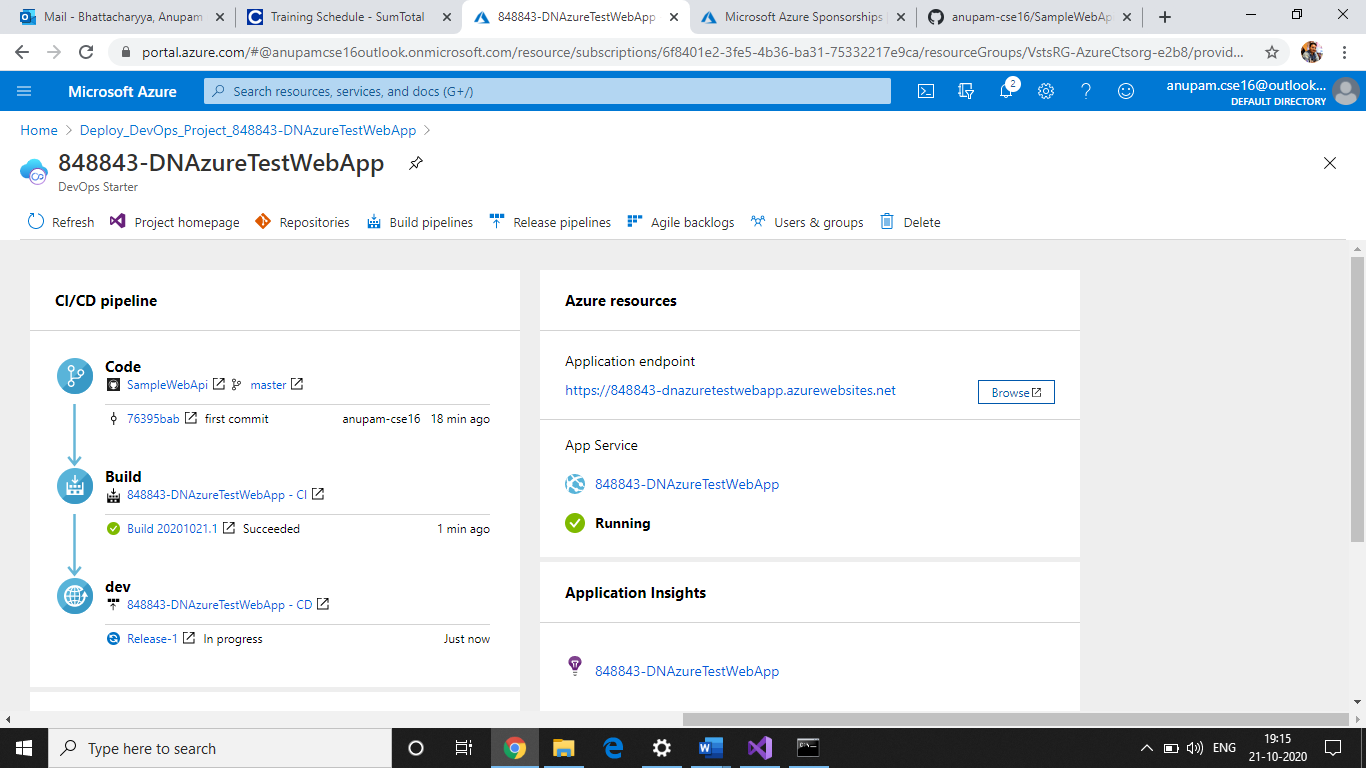 Mail - Bhattacharyya, Anupam
Training Schedule - SumTotal
848843-DNAzureTestWebApp
Microsoft Azure Sponsorships
anupam-cse16/SampleWebAp
portal.azure.com/#@anupamcse16outlook.onmicrosoft.com/resource/subscriptions/6f8401e2-3fe5-4b36-ba31-75332217e9ca/resourceGroups/VstsRG-AzureCtsorg-e2b8/provid...
Microsoft Azure
Search resources, services, and docs (G+/)
2
anupam.cse16@outlook...
DEFAULT DIRECTORY
Home > Deploy_DevOps_Project_848843-DNAzureTestWebApp >
848843-DNAzureTestWebApp
DevOps Starter
Refresh Project homepage Repositories Build pipelines Release pipelines Agile backlogs Users & groups Delete
CI/CD pipeline
Code
SampleWebApi master
76395bab first commit anupam-cse16 18 min ago
Build
848843-DNAzureTestWebApp - CI
Build 20201021.1 Succeeded 1 min ago
dev
848843-DNAzureTestWebApp - CD
Release-1 In progress Just now
Azure resources
Application endpoint
https://848843-dnazuretestwebapp.azurewebsites.net
Browse
App Service
848843-DNAzureTestWebApp
Running
Application Insights
848843-DNAzureTestWebApp
Type here to search
ENG
19:15
21-10-2020